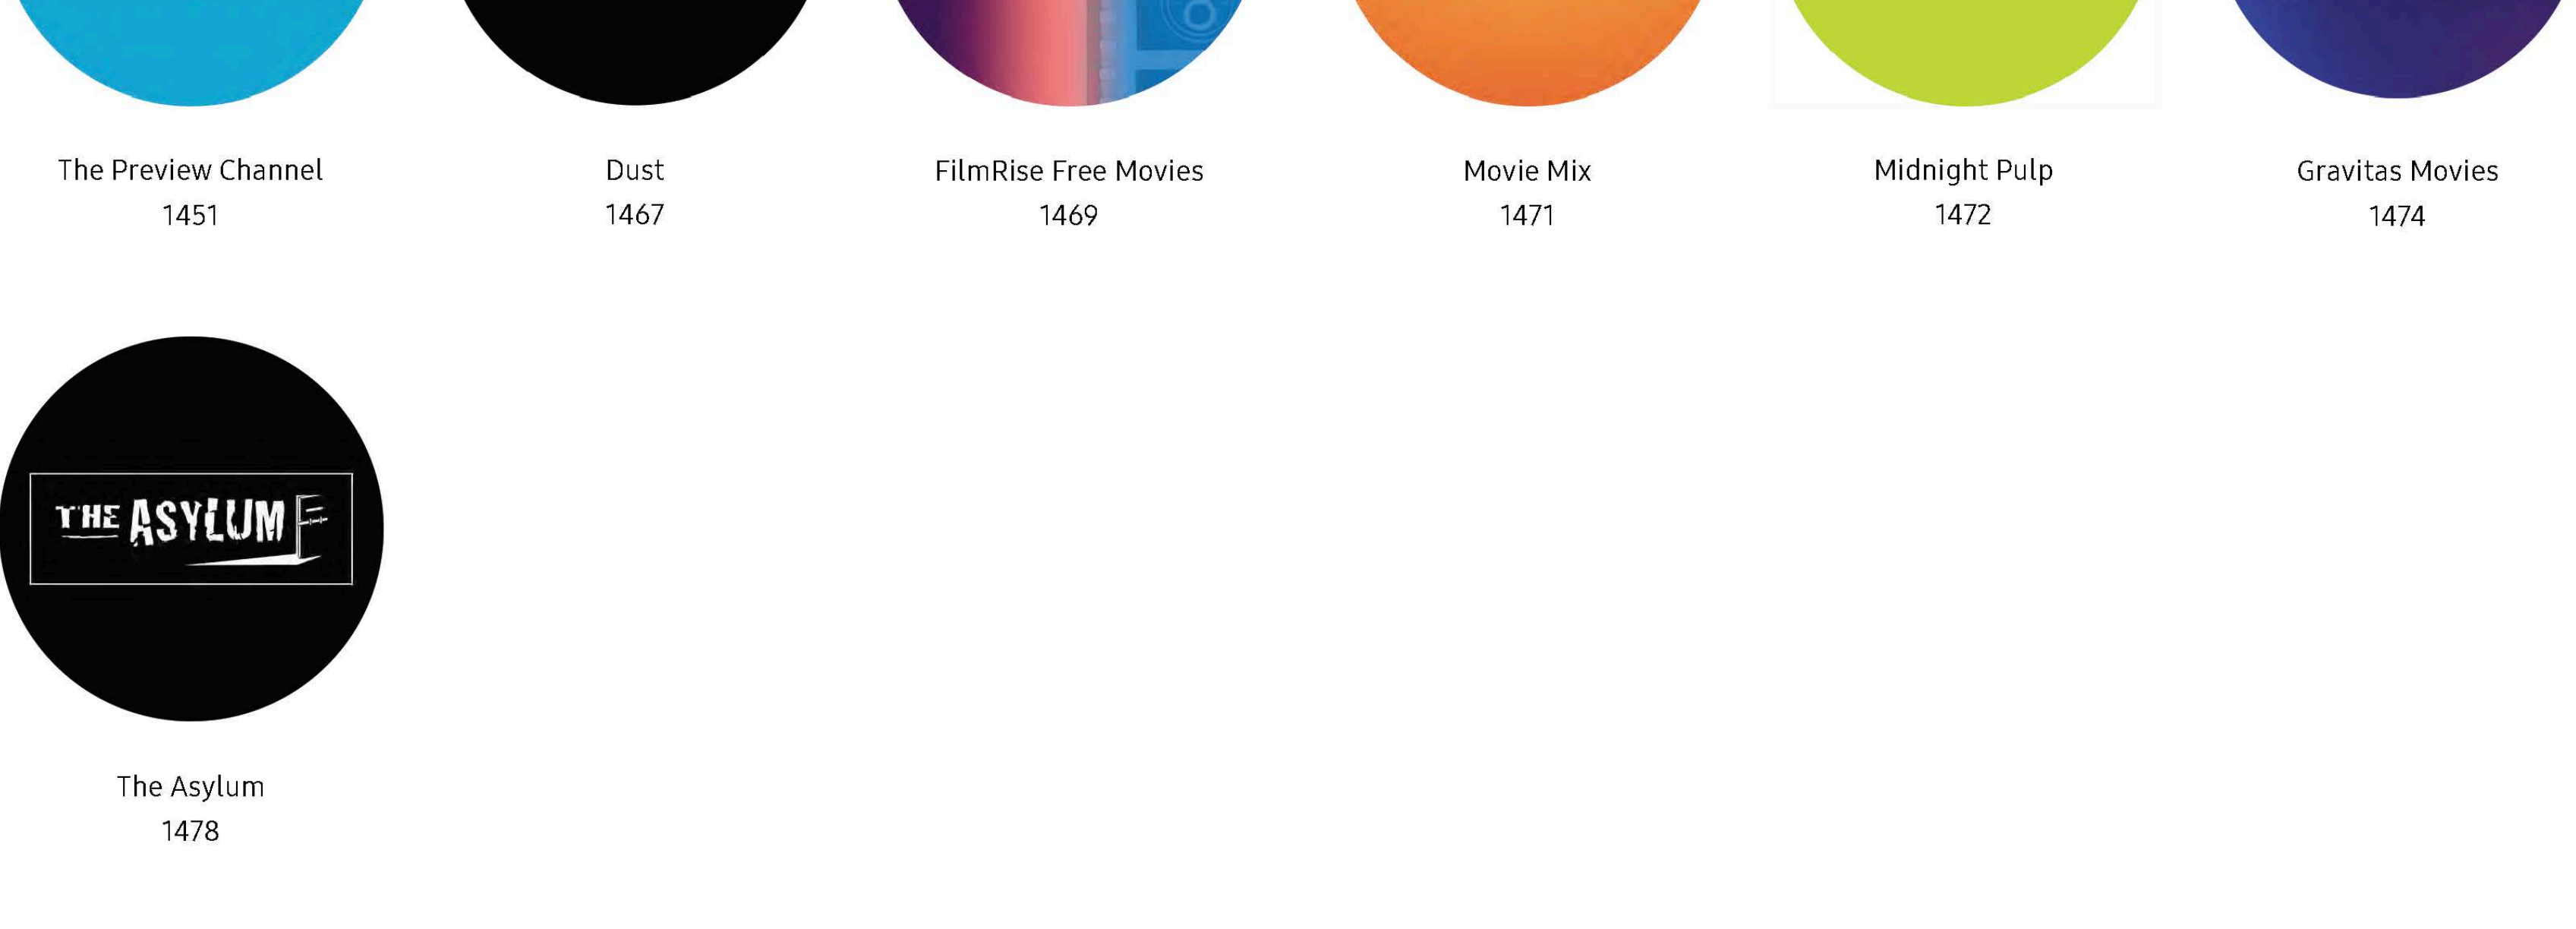 The Preview Channel
1451
Dust
1467
FilmRise Free Movies
1469
Movie Mix
1471
Midnight Pulp
1472
Gravitas Movies
1474
THE ASYLUM
The Asylum
1478